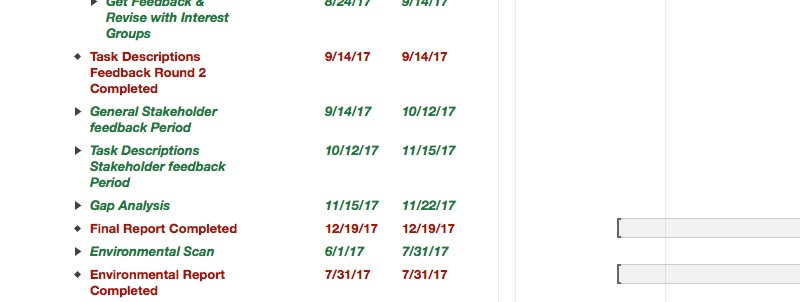 Get Feedback & 8/24/17 9/14/17
Revise with Interest
Groups
Task Descriptions 9/14/17 9/14/17
Feedback Round 2
Completed
General Stakeholder 9/14/17 10/12/17
feedback Period
Task Descriptions 10/12/17 11/15/17
Stakeholder feedback
Period
Gap Analysis 11/15/17 11/22/17
Final Report Completed 12/19/17 12/19/17
Environmental Scan 6/1/17 7/31/17
Environmental Report 7/31/17 7/31/17
Completed